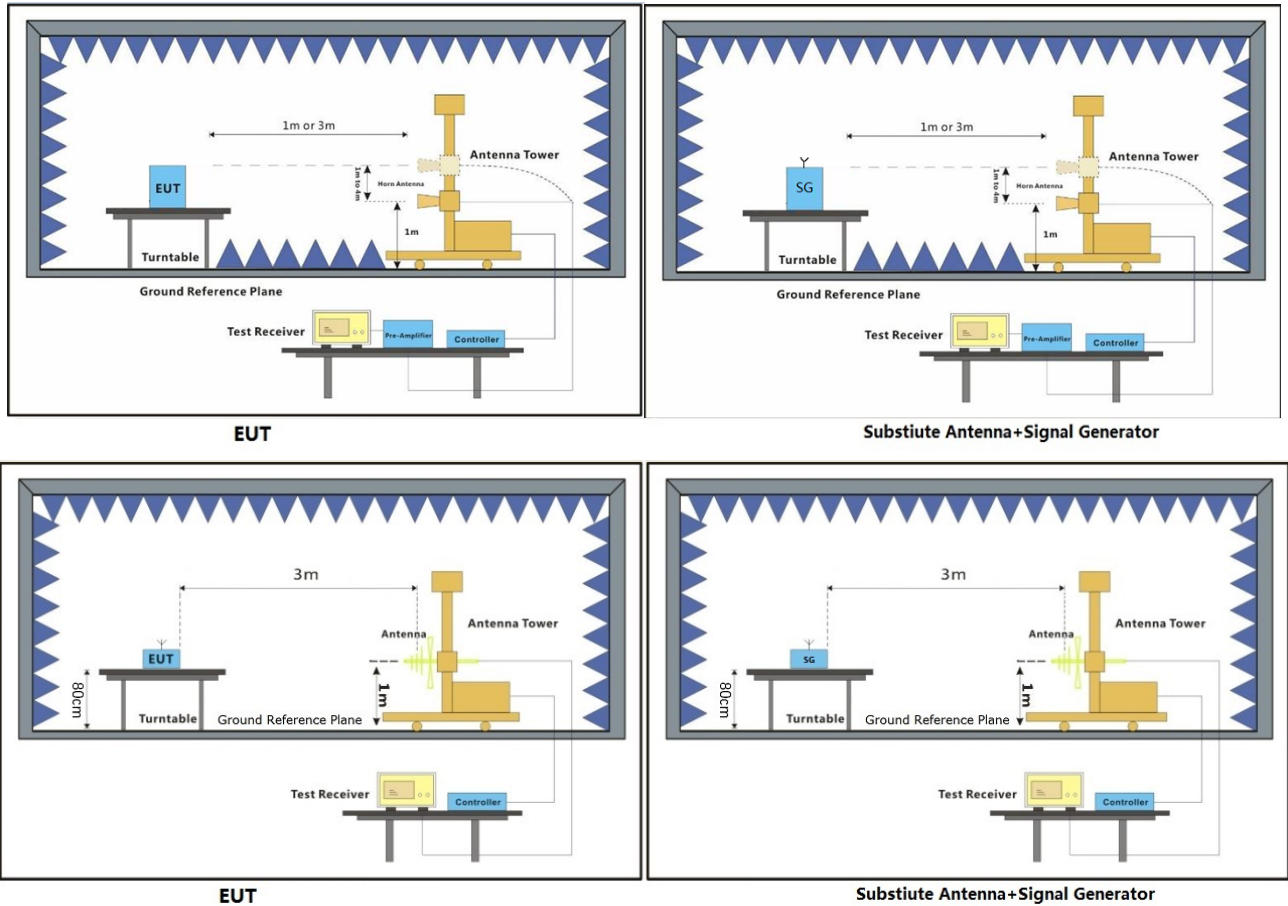 1m or 3m
Antenna Tower
EUT
1m to 4m
Horn Antenna
1m
Turntable
Ground Reference Plane
Test Receiver
Pre-Amplifier
Controller
EUT
1m or 3m
Antenna Tower
SG
1m to 4m
Horn Antenna
1m
Turntable
Ground Reference Plane
Test Receiver
Pre-Amplifier
Controller
Substiute Antenna+Signal Generator
3m
Antenna Tower
Antenna
EUT
80cm
1m
Turntable
Ground Reference Plane
Test Receiver
Controller
EUT
3m
Antenna Tower
Antenna
SG
80cm
1m
Turntable
Ground Reference Plane
Test Receiver
Controller
Substiute Antenna+Signal Generator